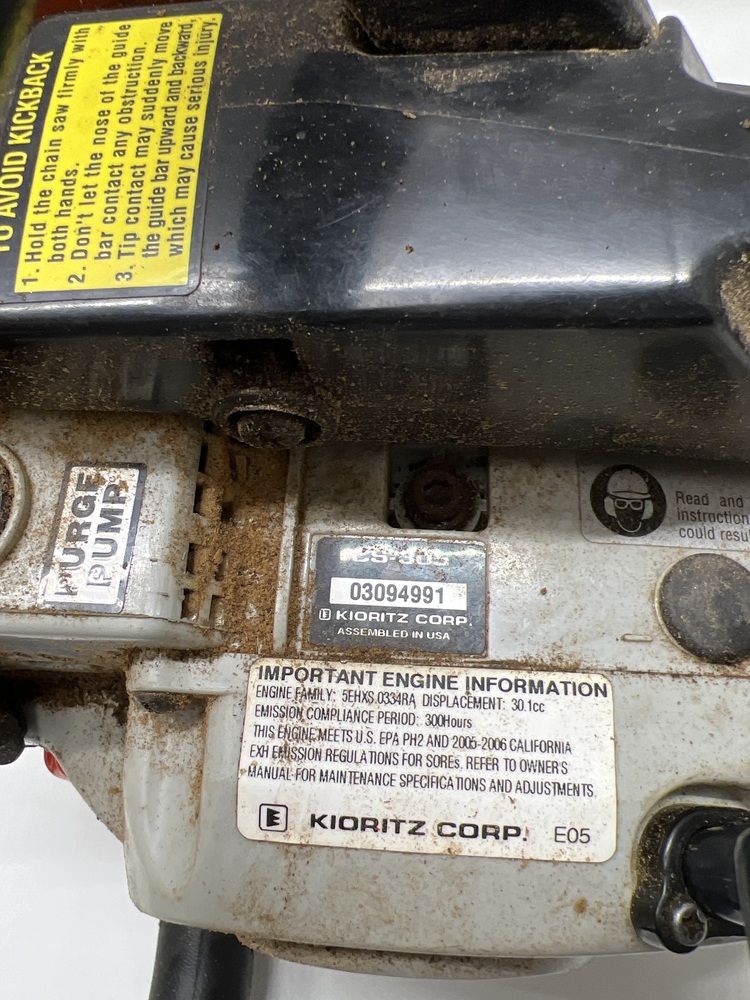 TO AVOID KICKBACK
1. Hold the chain saw firmly with
both hands.
2. Don't let the nose of the guide
bar contact any obstruction.
3. Tip contact may suddenly move
the guide bar upward and backward,
which may cause serious injury.
PURGE
PUMP
CS-305
03094991
KIORITZ CORP.
ASSEMBLED IN USA
Read and
instruction
could resu
IMPORTANT ENGINE INFORMATION
ENGINE FAMILY: 5EHXS.0334RA DISPLACEMENT: 30.1cc
EMISSION COMPLIANCE PERIOD: 300Hours
THIS ENGINE MEETS U.S. EPA PH2 AND 2005-2006 CALIFORNIA
EXH EMISSION REGULATIONS FOR SOREs. REFER TO OWNERS
MANUAL FOR MAINTENANCE SPECIFICATIONS AND ADJUSTMENTS
KIORITZ CORP. E05